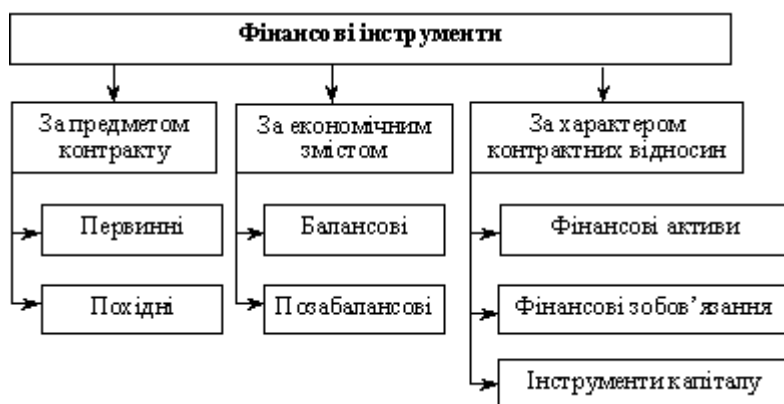 Фінансові інструменти
За предметом
контракту
За економічним
змістом
За характером
контрактних відносин
Первинні
Балансові
Фінансові активи
Похідні
Позабалансові
Фінансові зобов’язання
Інструменти капіталу